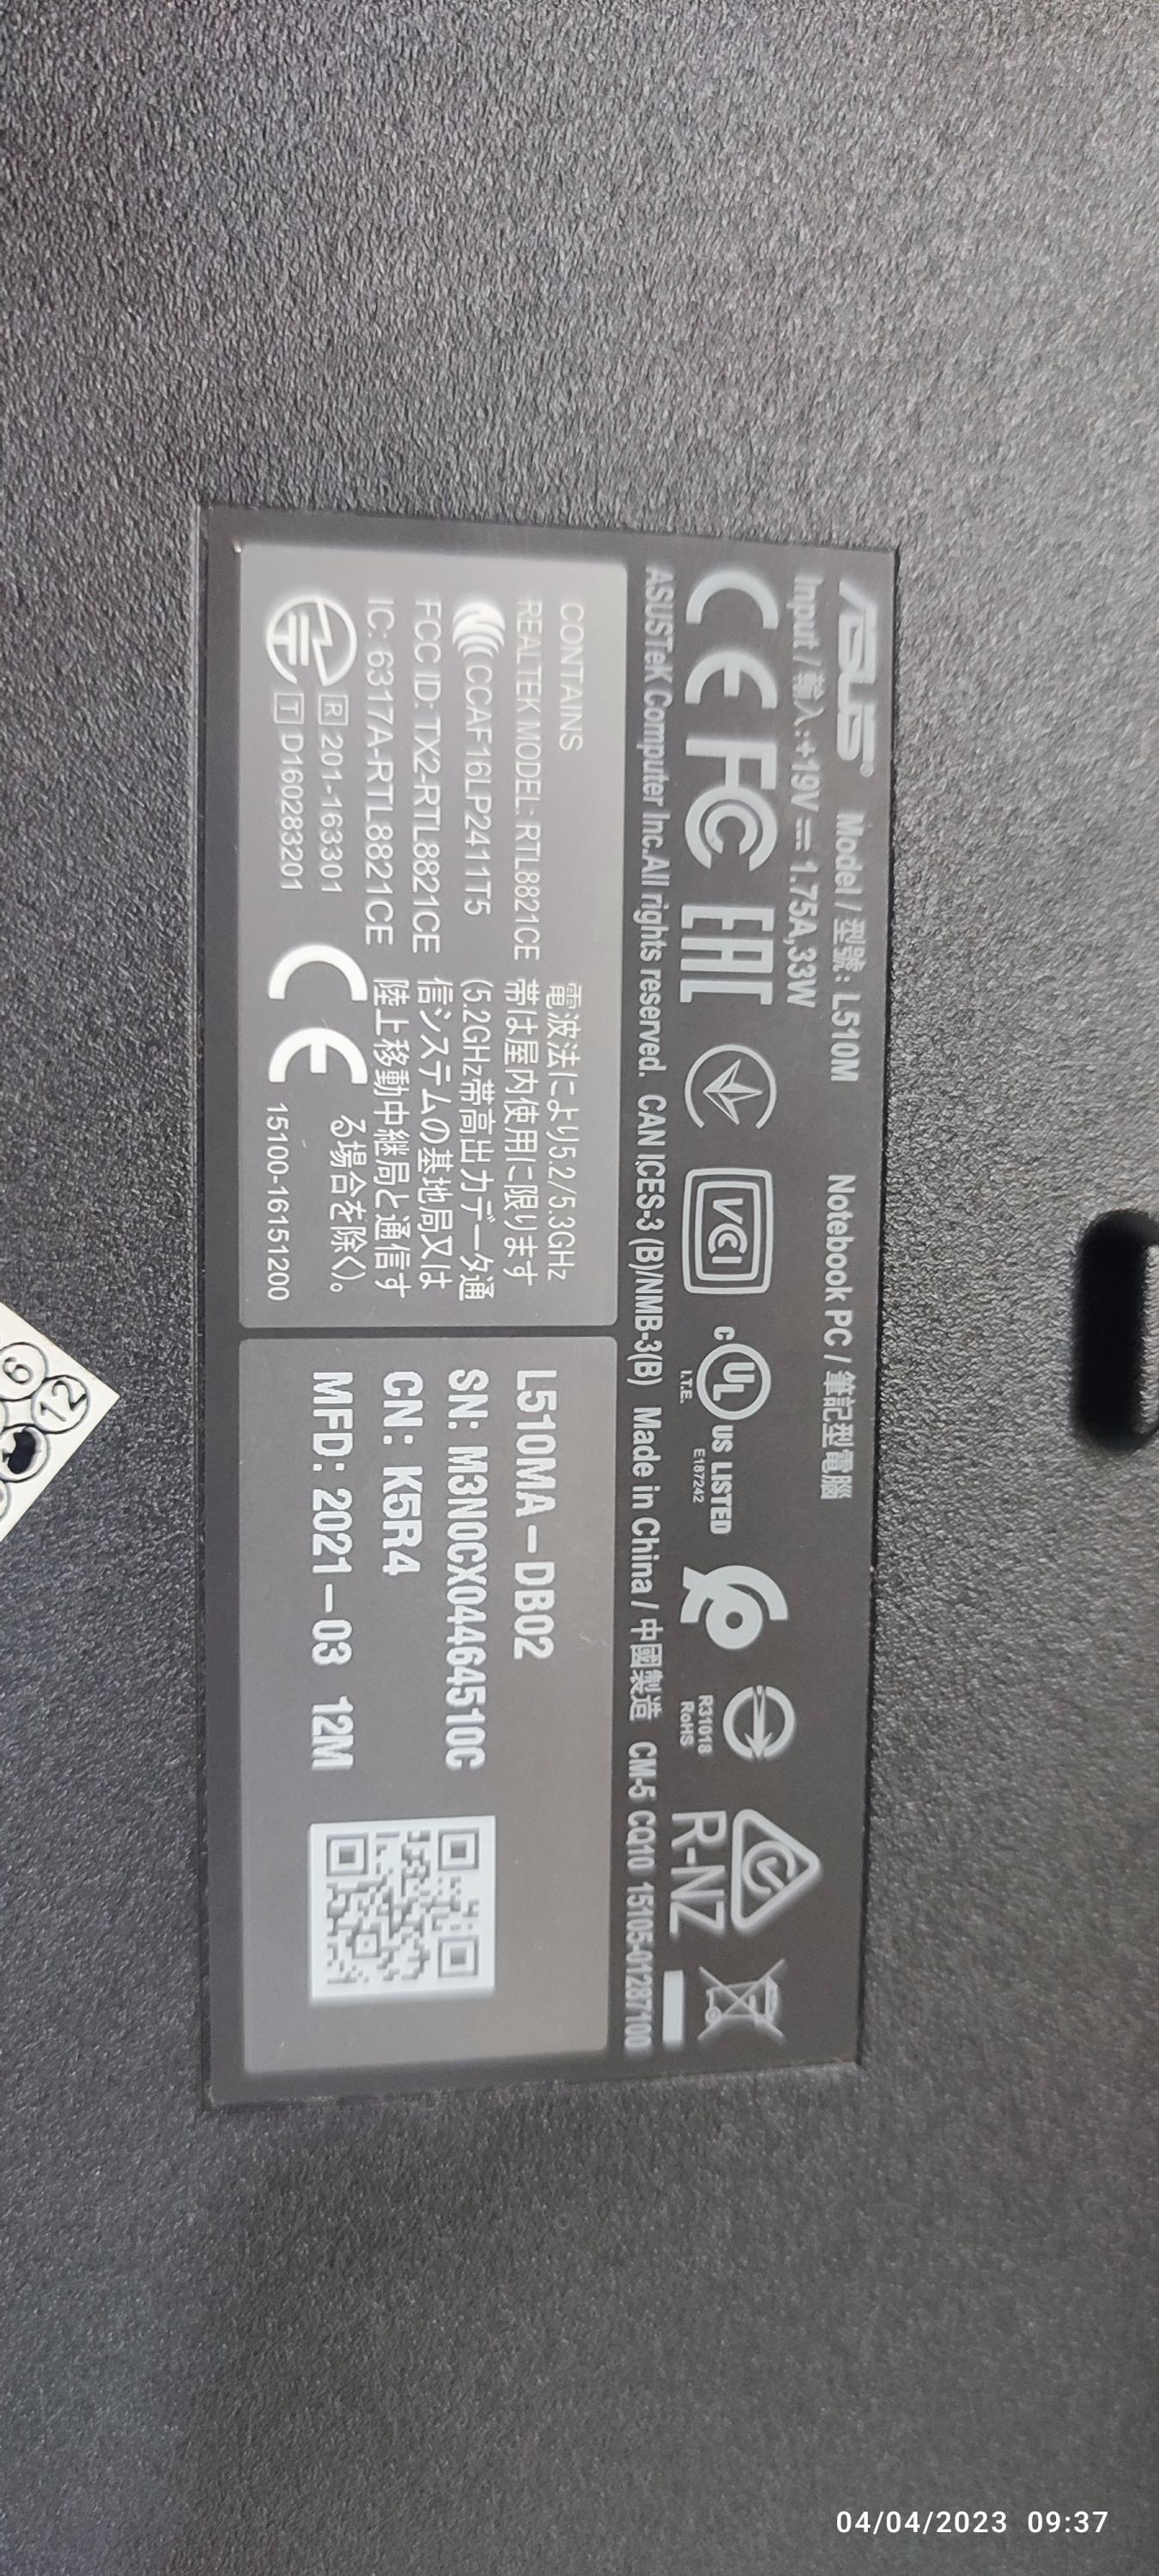 ASUS® Model / 型號 : L510M Notebook PC / 筆記型電腦
Input / 輸入:+19V ⎓ 1.75A,33W
CE FC EAC VCI c UL US LISTED
I.T.E. E187242
R31018
RoHS
R-NZ
ASUSTeK Computer Inc.All rights reserved. CAN ICES-3 (B)/NMB-3(B) Made in China / 中國製造 CM-5 CQ10 15105-01287100
CONTAINS
REALTEK MODEL: RTL8821CE
CCAF16LP2411T5
FCC ID: TX2-RTL8821CE
IC: 6317A-RTL8821CE
R 201-163301
T D160283201
電波法により5.2/5.3GHz
帯は屋内使用に限ります
(5.2GHz帯高出力データ通
信システムの基地局又は
陸上移動中継局と通信す
る場合を除く)。
CE 15100-16151200
L510MA-DB02
SN: M3N0CX04464510C
CN: K5R4
MFD: 2021-03 12M
6 12
04/04/2023 09:37